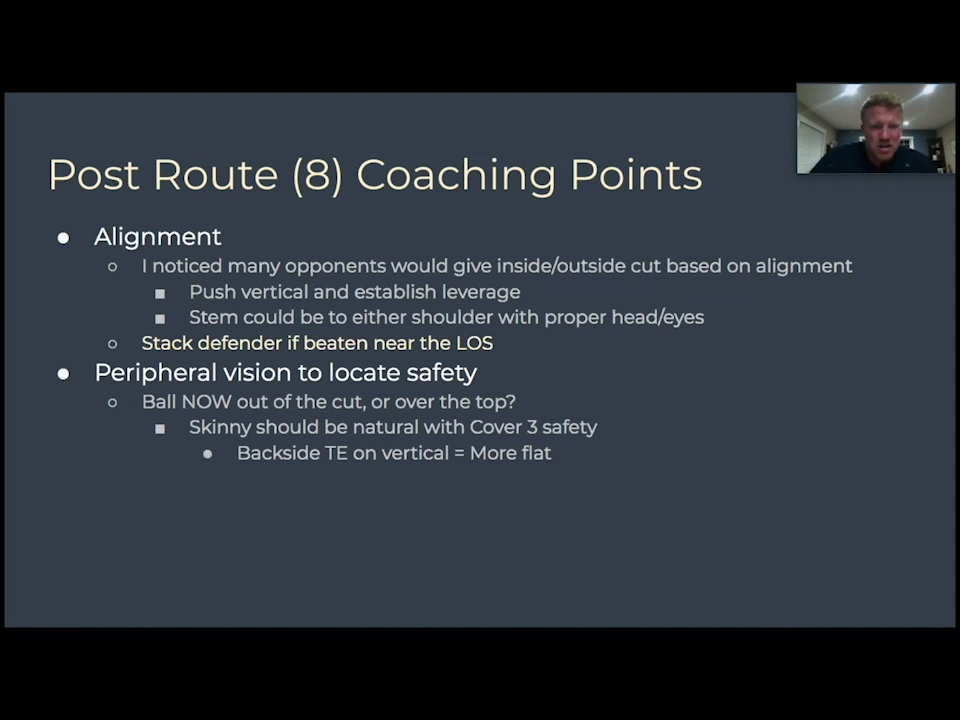 Post Route (8) Coaching Points
● Alignment
○ I noticed many opponents would give inside/outside cut based on alignment
■ Push vertical and establish leverage
■ Stem could be to either shoulder with proper head/eyes
○ Stack defender if beaten near the LOS
● Peripheral vision to locate safety
○ Ball NOW out of the cut, or over the top?
■ Skinny should be natural with Cover 3 safety
● Backside TE on vertical = More flat